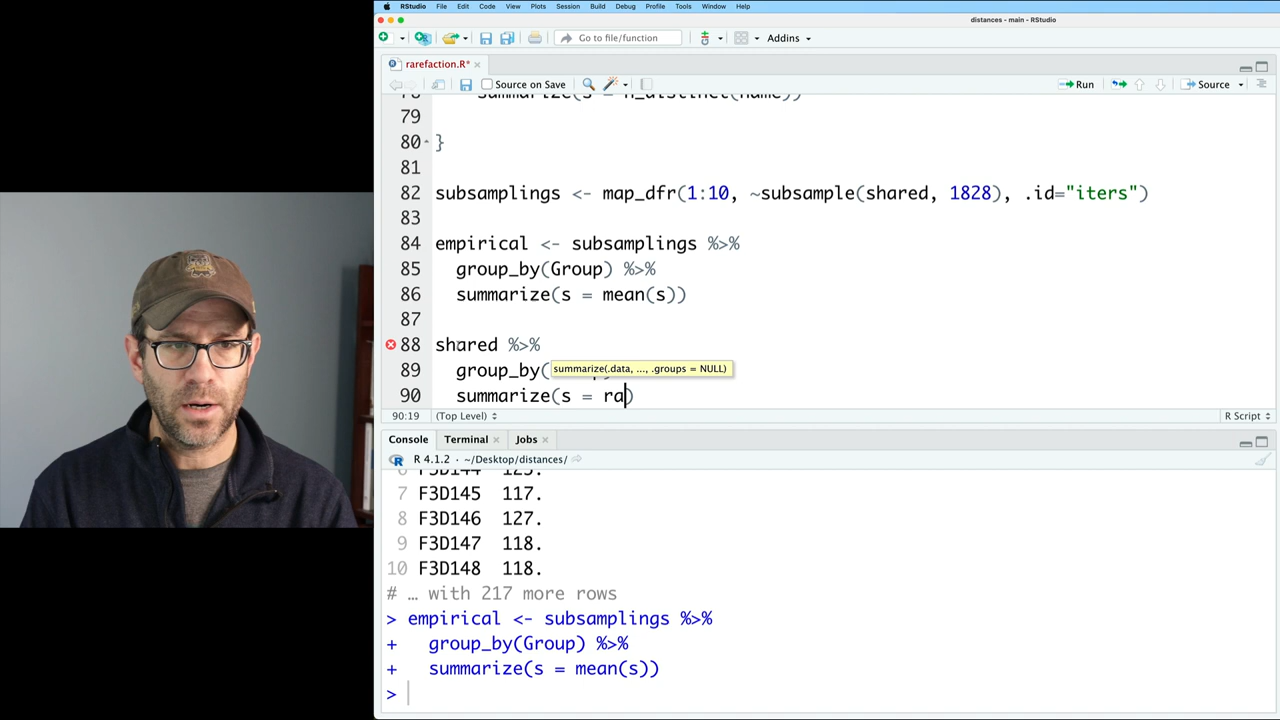 RStudio File Edit Code View Plots Session Build Debug Profile Tools Window Help
distances - main - RStudio
Go to file/function Addins
rarefaction.R*
Source on Save Run Source
78 summarize(s = n_distinct(name))
79
80 }
81
82 subsamplings <- map_dfr(1:10, ~subsample(shared, 1828), .id="iters")
83
84 empirical <- subsamplings %>%
85 group_by(Group) %>%
86 summarize(s = mean(s))
87
88 shared %>%
89 group_by(
summarize(.data, ..., .groups = NULL)
90 summarize(s = ra)
90:19 (Top Level) R Script
Console Terminal Jobs
R 4.1.2 · ~/Desktop/distances/
6 F3D144 125.
7 F3D145 117.
8 F3D146 127.
9 F3D147 118.
10 F3D148 118.
# … with 217 more rows
> empirical <- subsamplings %>%
+ group_by(Group) %>%
+ summarize(s = mean(s))
>